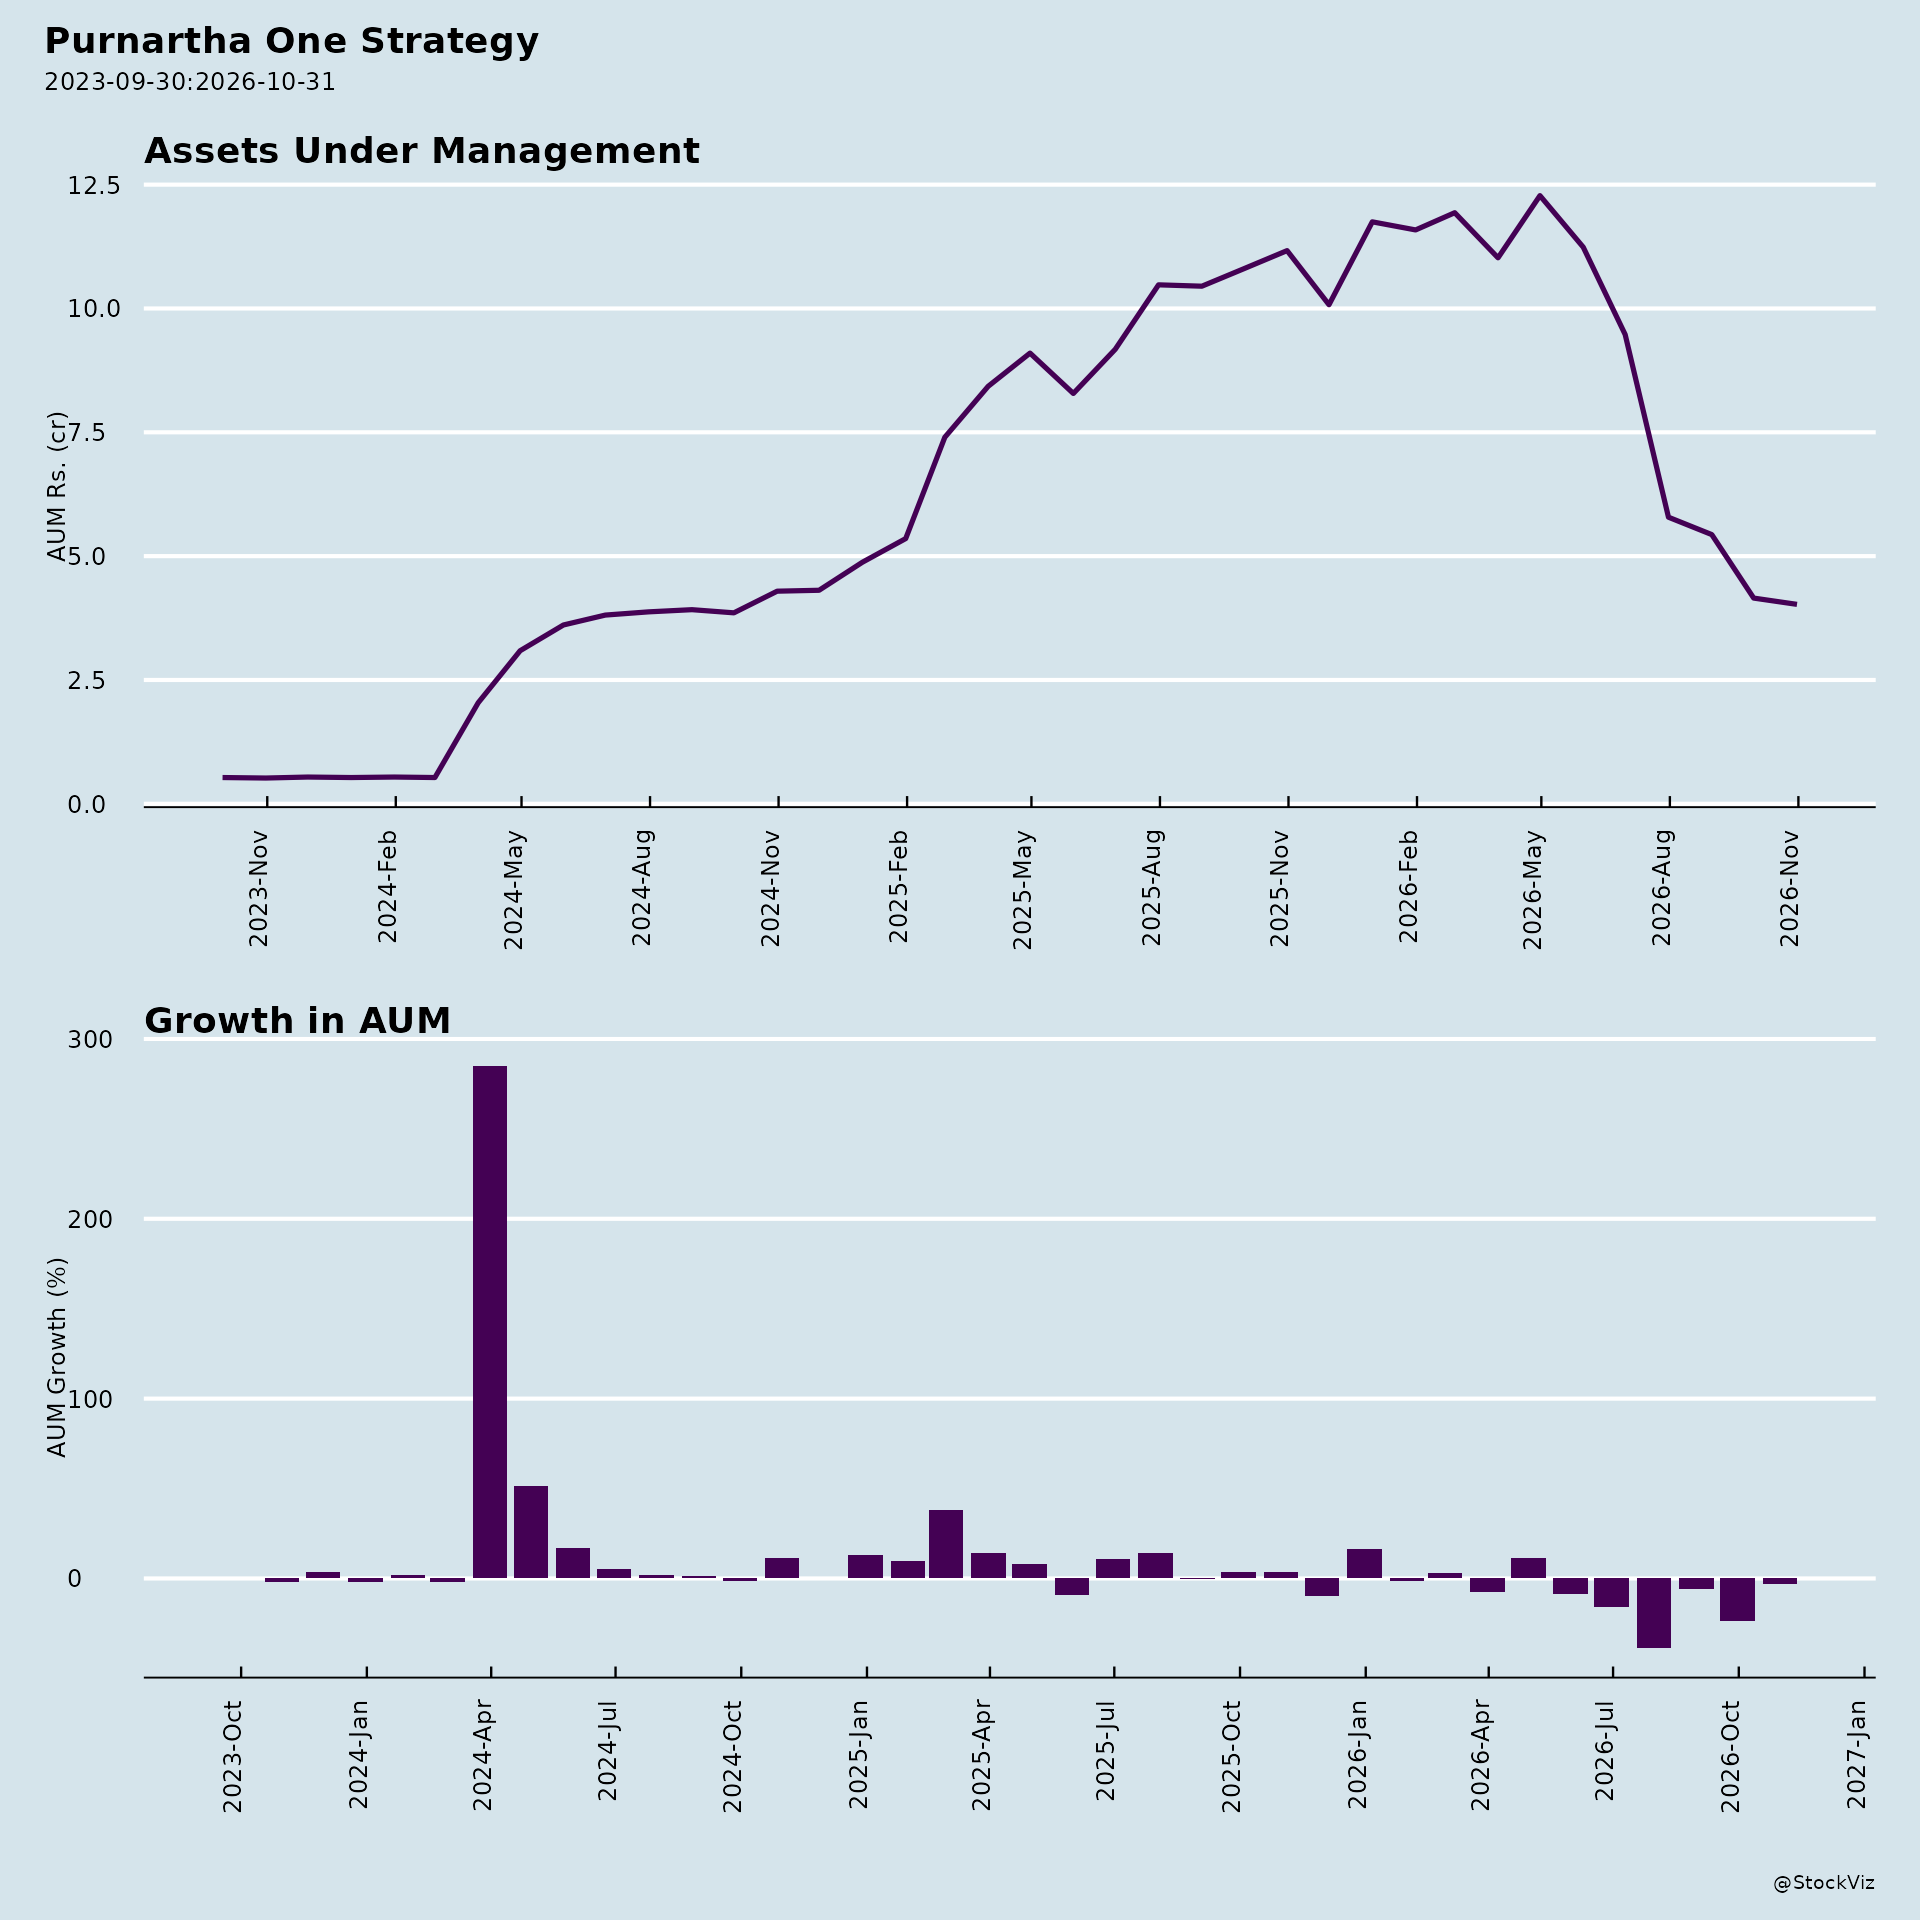 Purnartha One Strategy
2023-09-30:2026-10-31
Assets Under Management
12.5
10.0
7.5
5.0
2.5
0.0
AUM Rs. (cr)
2023-Nov
2024-Feb
2024-May
2024-Aug
2024-Nov
2025-Feb
2025-May
2025-Aug
2025-Nov
2026-Feb
2026-May
2026-Aug
2026-Nov
Growth in AUM
300
200
100
0
AUM Growth (%)
2023-Oct
2024-Jan
2024-Apr
2024-Jul
2024-Oct
2025-Jan
2025-Apr
2025-Jul
2025-Oct
2026-Jan
2026-Apr
2026-Jul
2026-Oct
2027-Jan
@StockViz